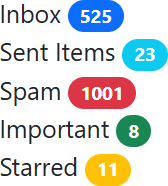 Inbox 525
Sent Items 23
Spam 1001
Important 8
Starred 11